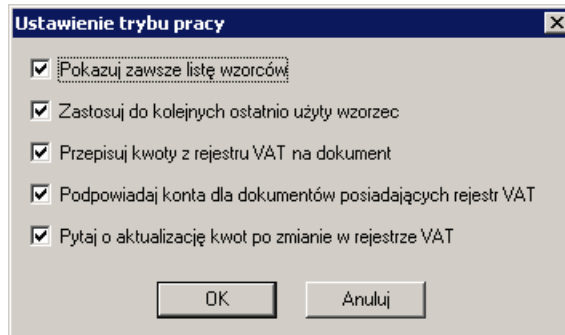 Ustawienie trybu pracy
Pokazuj zawsze listę wzorców
Zastosuj do kolejnych ostatnio użyty wzorzec
Przepisuj kwoty z rejestru VAT na dokument
Podpowiadaj konta dla dokumentów posiadających rejestr VAT
Pytaj o aktualizację kwot po zmianie w rejestrze VAT
OK Anuluj